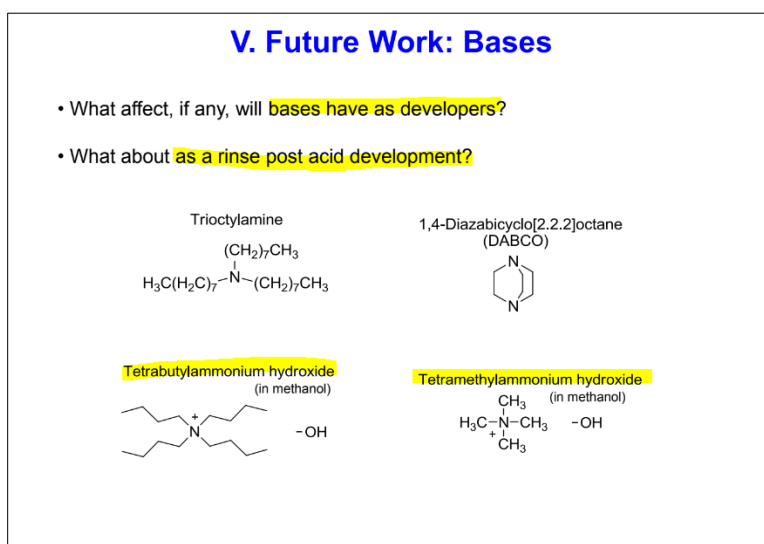 V. Future Work: Bases
• What affect, if any, will bases have as developers?
• What about as a rinse post acid development?
Trioctylamine
(CH2)7CH3
H3C(H2C)7 N (CH2)7CH3
1,4-Diazabicyclo[2.2.2]octane
(DABCO)
N
N
Tetrabutylammonium hydroxide
(in methanol)
+
N
−OH
Tetramethylammonium hydroxide
(in methanol)
CH3
H3C−N−CH3 −OH
+
CH3